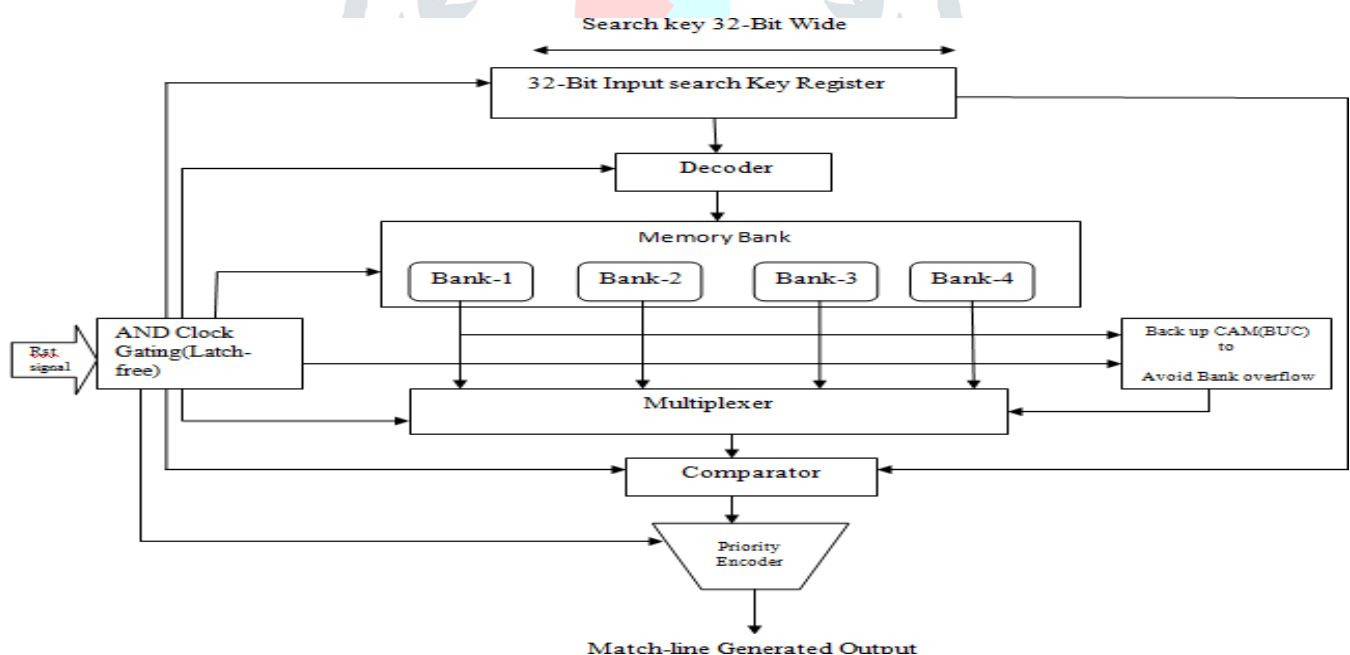 Search key 32-Bit Wide
32-Bit Input search Key Register
Decoder
Memory Bank
Bank-1
Bank-2
Bank-3
Bank-4
Rst
signal
AND Clock
Gating(Latch-
free)
Back up CAM(BUC)
to
Avoid Bank overflow
Multiplexer
Comparator
Priority
Encoder
Match-line Generated Output